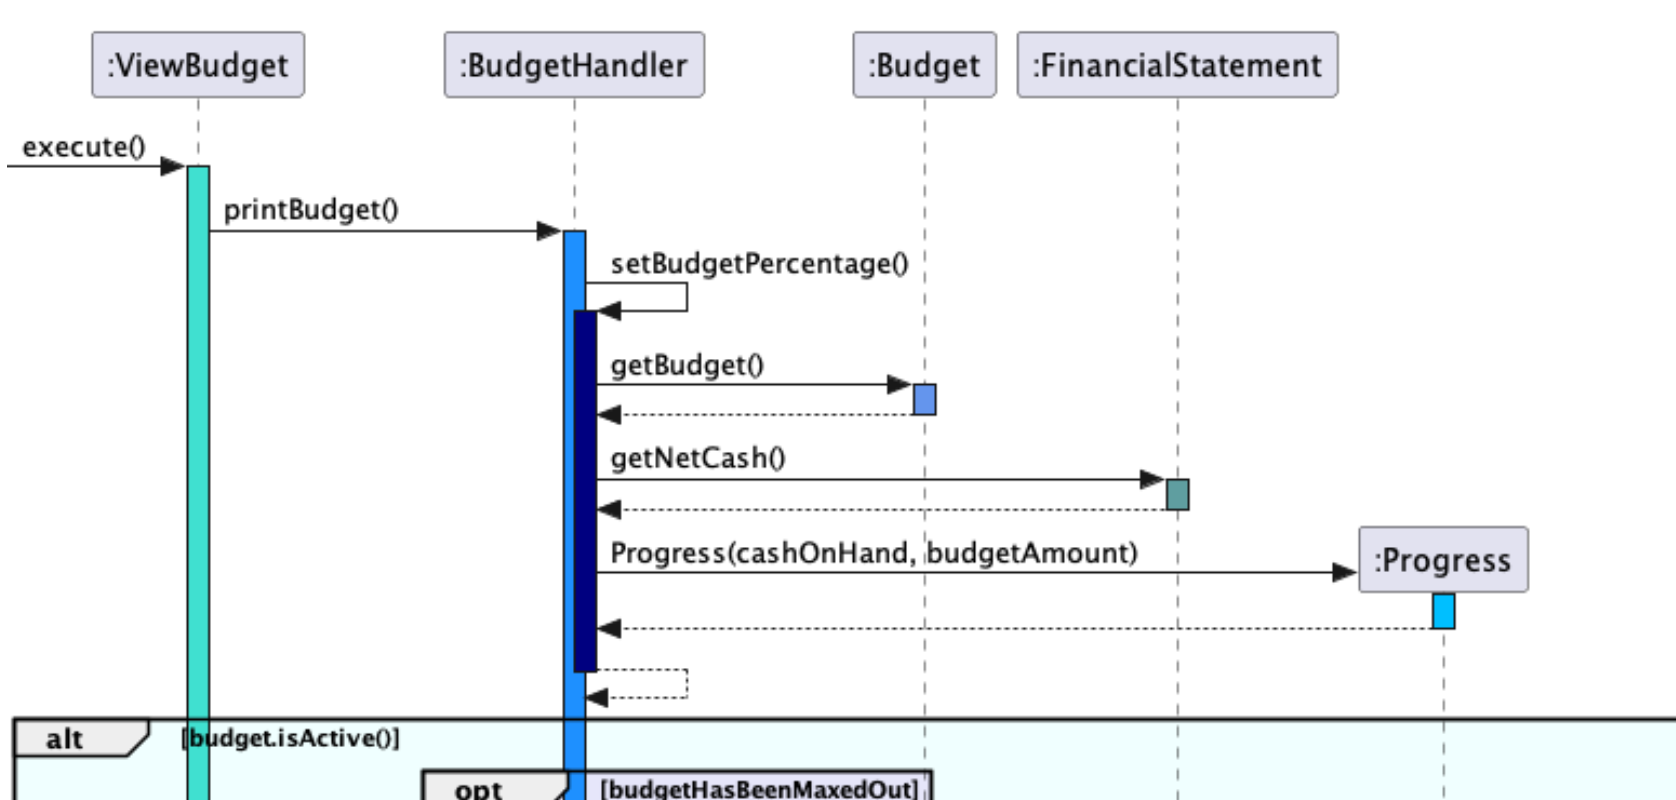 :ViewBudget
:BudgetHandler
:Budget
:FinancialStatement
execute()
printBudget()
setBudgetPercentage()
getBudget()
getNetCash()
Progress(cashOnHand, budgetAmount)
:Progress
alt
[budget.isActive()]
opt
[budgetHasBeenMaxedOut]